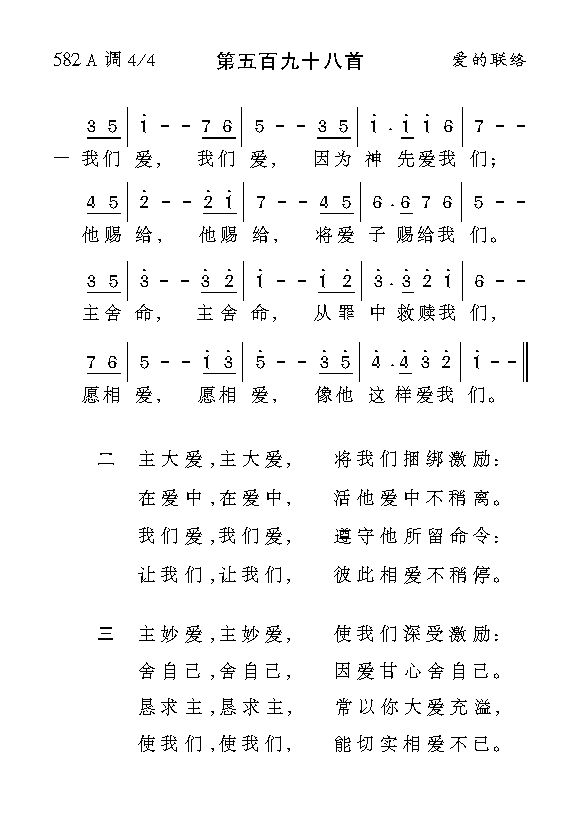 582 A 调 4/4 第五百九十八首 爱的联络
3 5 | i - - 7 6 | 5 - - 3 5 | i . i i 6 | 7 - -
一 我们 爱, 我们 爱, 因为 神 先爱我 们;
4 5 | 2̇ - - 2̇ i | 7 - - 4 5 | 6 . 6 7 6 | 5 - -
他赐 给, 他赐 给, 将爱 子 赐给我 们。
3 5 | 3̇ - - 3̇ 2̇ | i - - i 2̇ | 3̇ . 3̇ 2̇ i | 6 - -
主舍 命, 主舍 命, 从罪 中 救赎我 们,
7 6 | 5 - - i 3̇ | 5̇ - - 3̇ 5̇ | 4̇ . 4̇ 3̇ 2̇ | i - - ‖
愿相 爱, 愿相 爱, 像他 这 样爱我 们。
二 主大爱,主大爱, 将我们捆绑激励:
在爱中,在爱中, 活他爱中不稍离。
我们爱,我们爱, 遵守他所留命令:
让我们,让我们, 彼此相爱不稍停。
三 主妙爱,主妙爱, 使我们深受激励:
舍自己,舍自己, 因爱甘心舍自己。
恳求主,恳求主, 常以你大爱充溢,
使我们,使我们, 能切实相爱不已。